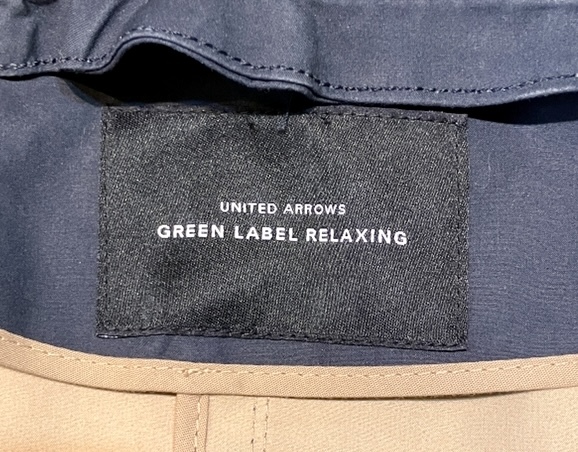 UNITED ARROWS
GREEN LABEL RELAXING